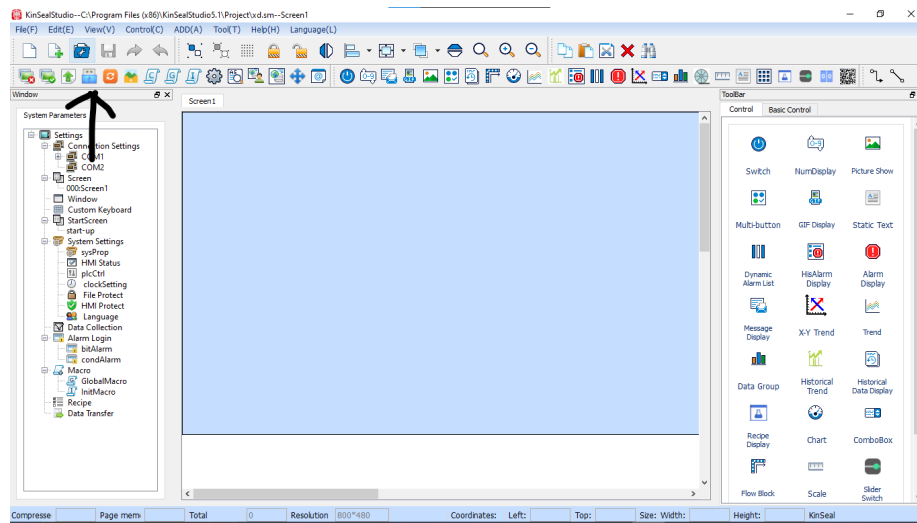 KinSealStudio--C:\Program Files (x86)\KinSealStudio5.1\Project\xd.sm--Screen1
File(F) Edit(E) View(V) Control(C) ADD(A) Tool(T) Help(H) Language(L)
Window
System Parameters
Settings
Connection Settings
COM1
COM2
Screen
000:Screen1
Window
Custom Keyboard
StartScreen
start-up
System Settings
sysProp
HMI Status
plcCtrl
clockSetting
File Protect
HMI Protect
Language
Data Collection
Alarm Login
bitAlarm
condAlarm
Macro
GlobalMacro
InitMacro
Recipe
Data Transfer
Screen1
ToolBar
Control Basic Control
Switch NumDisplay Picture Show
Multi-button GIF Display Static Text
Dynamic Alarm List
HisAlarm Display
Alarm Display
Message Display
X-Y Trend
Trend
Data Group
Historical Trend
Historical Data Display
Recipe Display
Chart
ComboBox
Flow Block
Scale
Slider Switch
Compresse Page mem Total 0 Resolution 800*480 Coordinates: Left: Top: Size: Width: Height: KinSeal